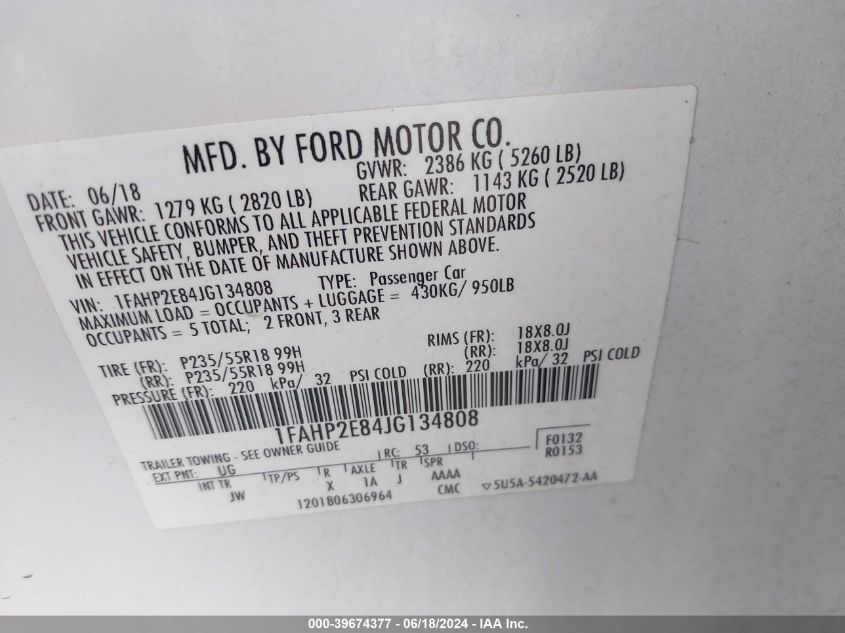 MFD. BY FORD MOTOR CO.
DATE: 06/18 GVWR: 2386 KG ( 5260 LB)
FRONT GAWR: 1279 KG ( 2820 LB) REAR GAWR: 1143 KG ( 2520 LB)
THIS VEHICLE CONFORMS TO ALL APPLICABLE FEDERAL MOTOR
VEHICLE SAFETY, BUMPER, AND THEFT PREVENTION STANDARDS
IN EFFECT ON THE DATE OF MANUFACTURE SHOWN ABOVE.
VIN: 1FAHP2E84JG134808 TYPE: Passenger Car
MAXIMUM LOAD = OCCUPANTS + LUGGAGE = 430KG/ 950LB
OCCUPANTS = 5 TOTAL; 2 FRONT, 3 REAR
TIRE (FR): P235/55R18 99H RIMS (FR): 18X8.0J
(RR): P235/55R18 99H (RR): 18X8.0J
PRESSURE (FR): 220 kPa/ 32 PSI COLD (RR): 220 kPa/ 32 PSI COLD
1FAHP2E84JG134808
TRAILER TOWING - SEE OWNER GUIDE RC: 53 DSO: F0132
EXT PNT: UG R0153
INT TR TP/PS R AXLE TR SPR
JW X 1A J AAAA
1201806306964 CMC ▽5U5A-5420472-AA
000-39674377 - 06/18/2024 - IAA Inc.